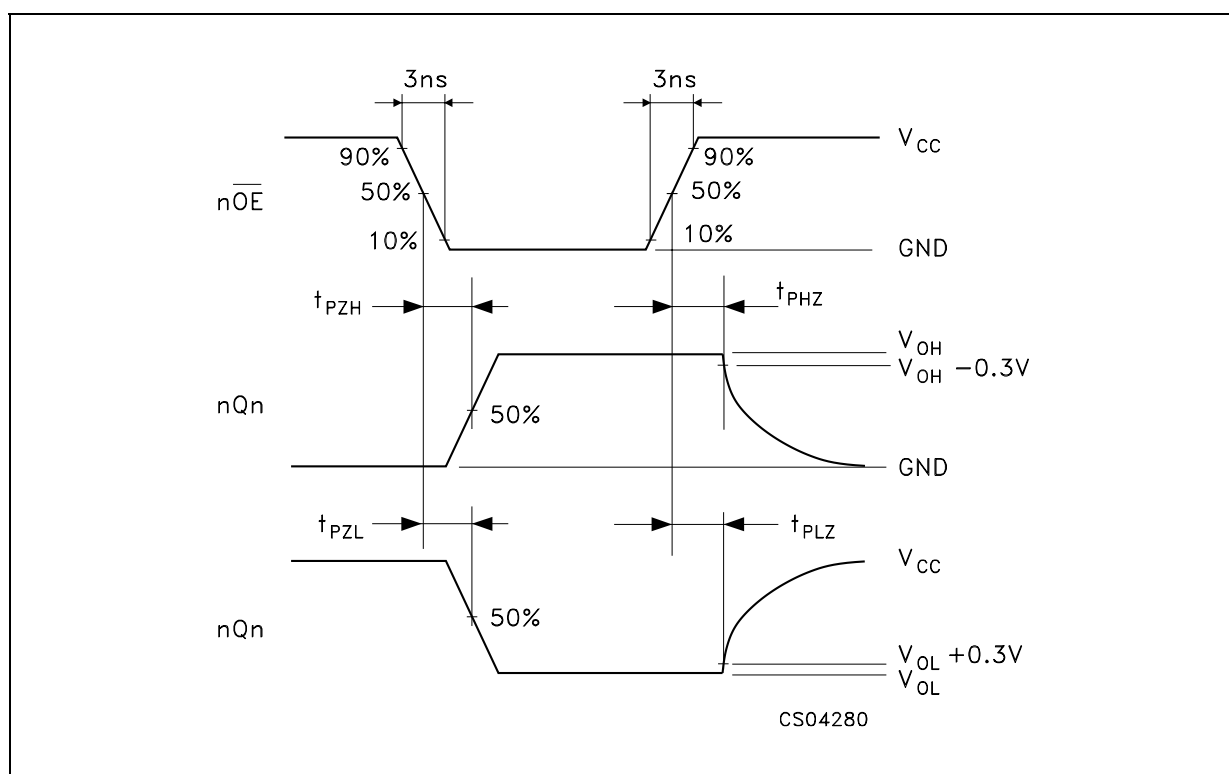 3ns 3ns
V_CC
90% 90%
nO̅E̅ 50% 50%
10% 10%
GND
t_PZH t_PHZ
V_OH
V_OH −0.3V
nQn 50%
GND
t_PZL t_PLZ
V_CC
nQn 50%
V_OL +0.3V
V_OL
CS04280